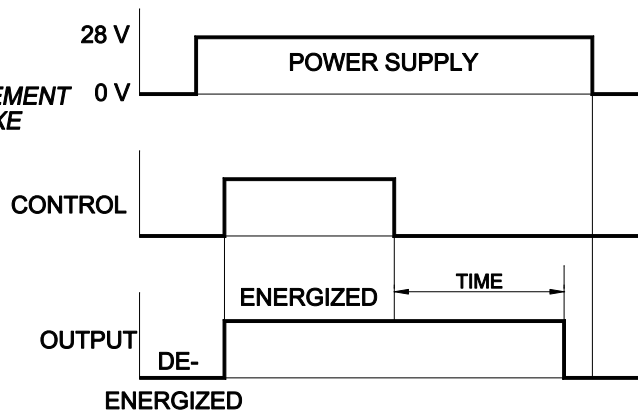 28 V
POWER SUPPLY
0 V
CONTROL
TIME
ENERGIZED
OUTPUT
DE-
ENERGIZED